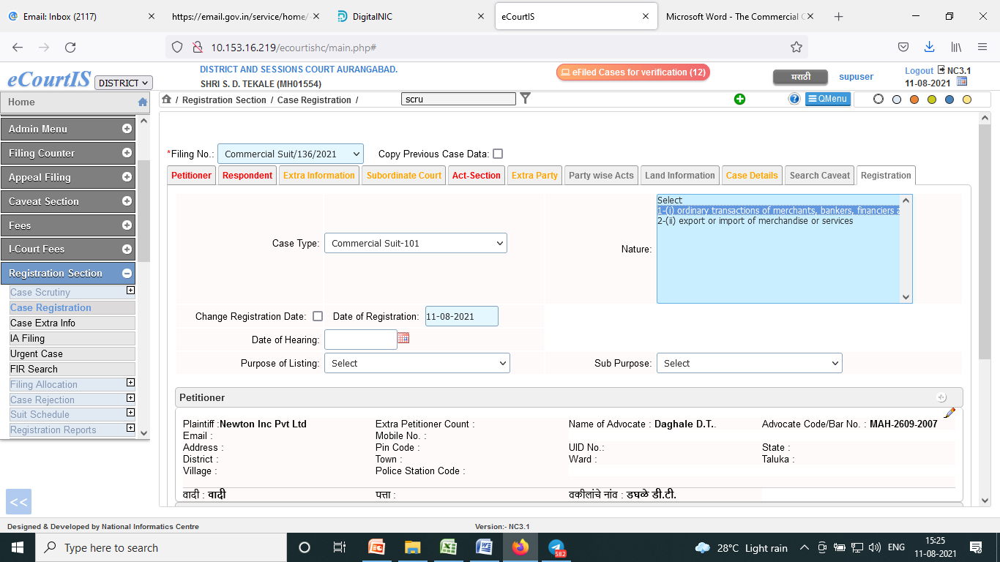 Email: Inbox (2117)
https://email.gov.in/service/home/
DigitalNIC
eCourtIS
Microsoft Word - The Commercial C
10.153.16.219/ecourtishc/main.php#
eCourtIS
DISTRICT
DISTRICT AND SESSIONS COURT AURANGABAD.
SHRI S. D. TEKALE (MH01554)
eFiled Cases for verification (12)
मराठी
supuser
Logout NC3.1
11-08-2021
Home
/ Registration Section / Case Registration /
scru
QMenu
Admin Menu
Filing Counter
Appeal Filing
Caveat Section
Fees
I-Court Fees
Registration Section
Case Scrutiny
Case Registration
Case Extra Info
IA Filing
Urgent Case
FIR Search
Filing Allocation
Case Rejection
Suit Schedule
Registration Reports
<<
*Filing No.: Commercial Suit/136/2021
Copy Previous Case Data:
Petitioner
Respondent
Extra Information
Subordinate Court
Act-Section
Extra Party
Party wise Acts
Land Information
Case Details
Search Caveat
Registration
Case Type: Commercial Suit-101
Nature:
Select
1-(i) ordinary transactions of merchants, bankers, financiers a
2-(ii) export or import of merchandise or services
Change Registration Date: Date of Registration: 11-08-2021
Date of Hearing:
Purpose of Listing: Select
Sub Purpose: Select
Petitioner
Plaintiff :Newton Inc Pvt Ltd Extra Petitioner Count : Name of Advocate : Daghale D.T.. Advocate Code/Bar No. : MAH-2609-2007
Email : Mobile No. :
Address : Pin Code : UID No.: State :
District : Town : Ward : Taluka :
Village : Police Station Code :
वादी : वादी पत्ता : वकीलांचे नांव : डघळे डी.टी.
Designed & Developed by National Informatics Centre
Version:- NC3.1
Type here to search
582
28°C Light rain
ENG
15:25
11-08-2021